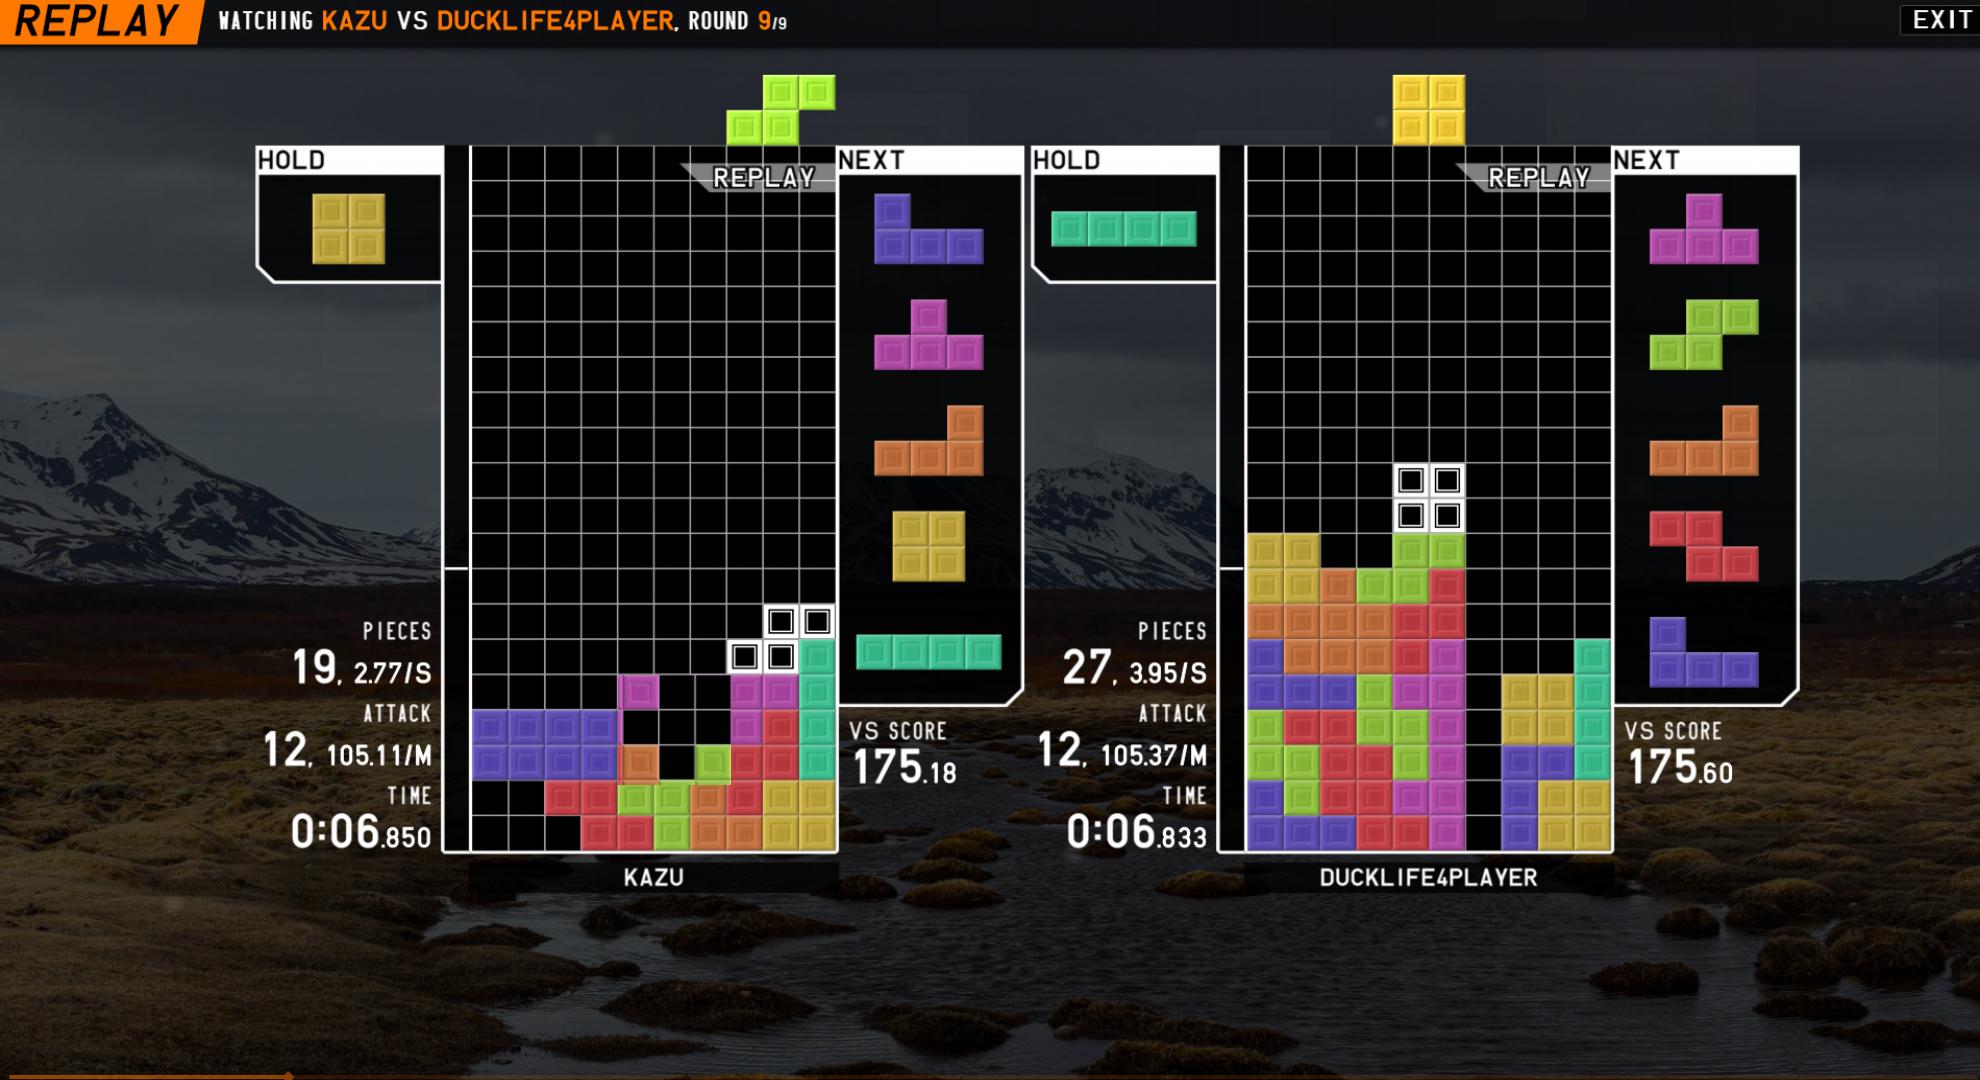 REPLAY
WATCHING KAZU VS DUCKLIFE4PLAYER, ROUND 9/9
EXIT
HOLD
REPLAY
NEXT
PIECES
19, 2.77/S
ATTACK
12, 105.11/M
TIME
0:06.850
VS SCORE
175.18
KAZU
HOLD
REPLAY
NEXT
PIECES
27, 3.95/S
ATTACK
12, 105.37/M
TIME
0:06.833
VS SCORE
175.60
DUCKLIFE4PLAYER